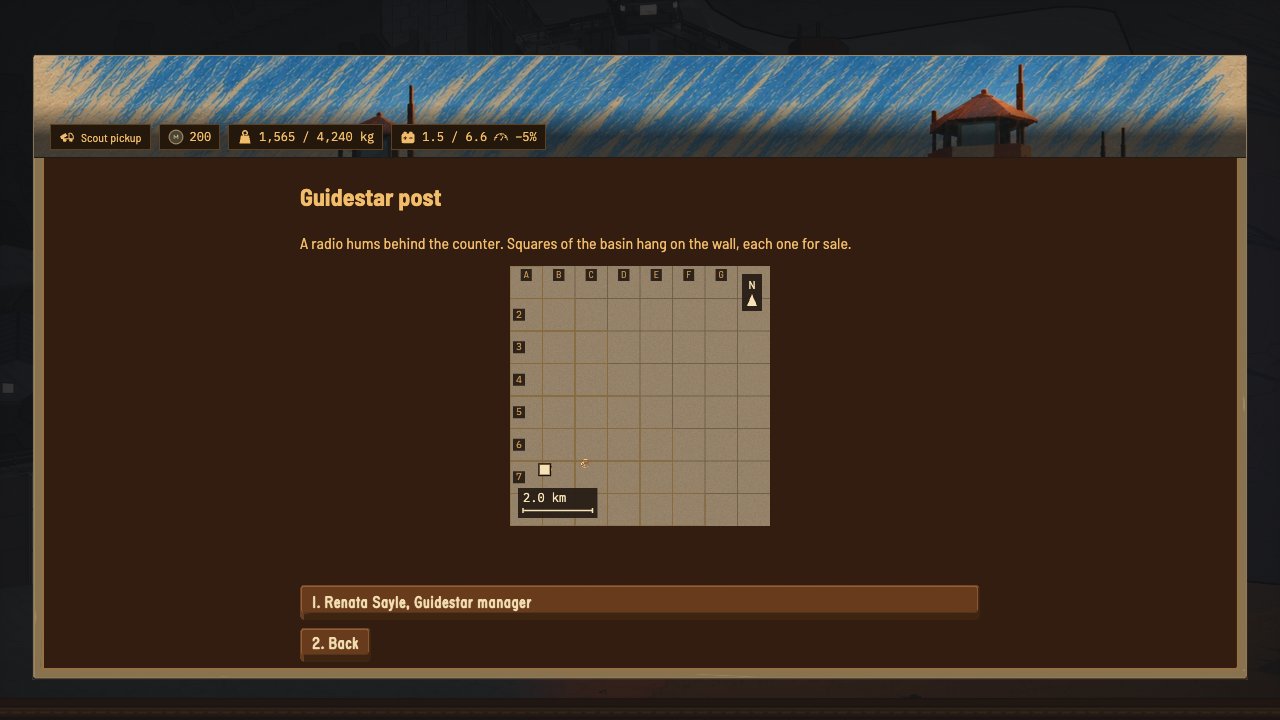 Scout pickup
M 200
1,565 / 4,240 kg
1.5 / 6.6 −5%
Guidestar post
A radio hums behind the counter. Squares of the basin hang on the wall, each one for sale.
A B C D E F G
N
2
3
4
5
6
7
2.0 km
1. Renata Sayle, Guidestar manager
2. Back